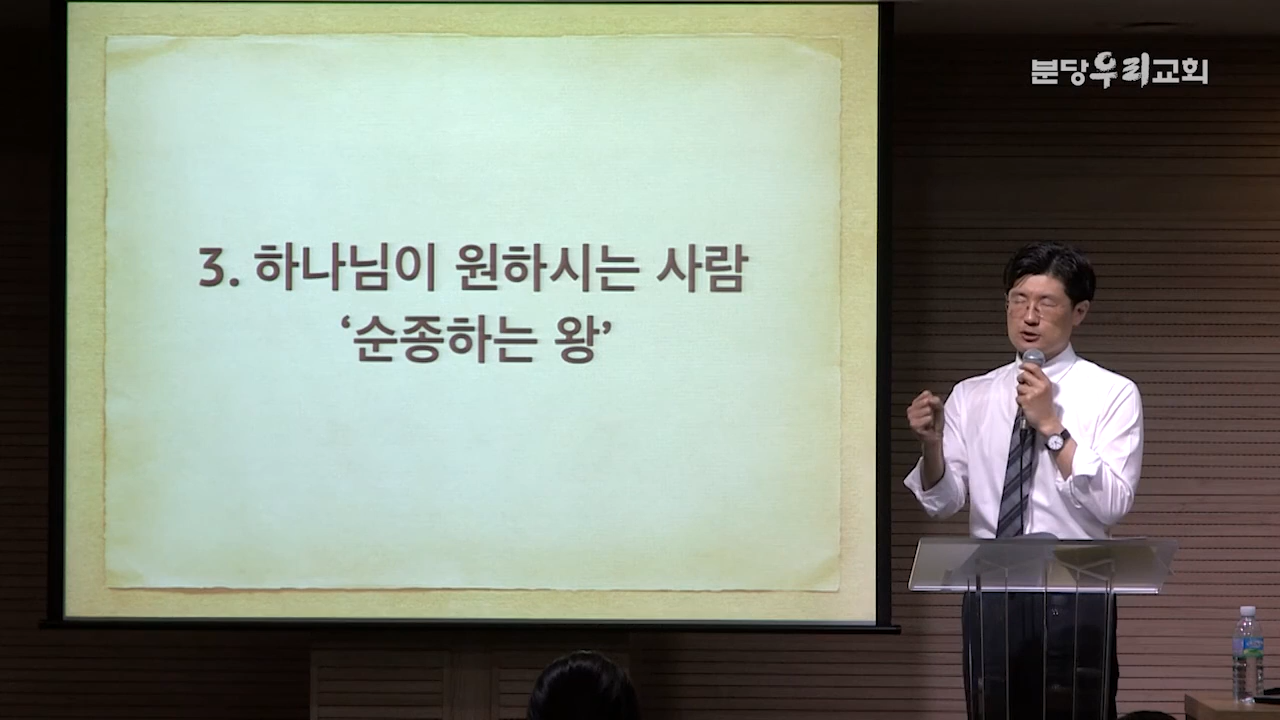 분당우리교회
3. 하나님이 원하시는 사람
‘순종하는 왕’